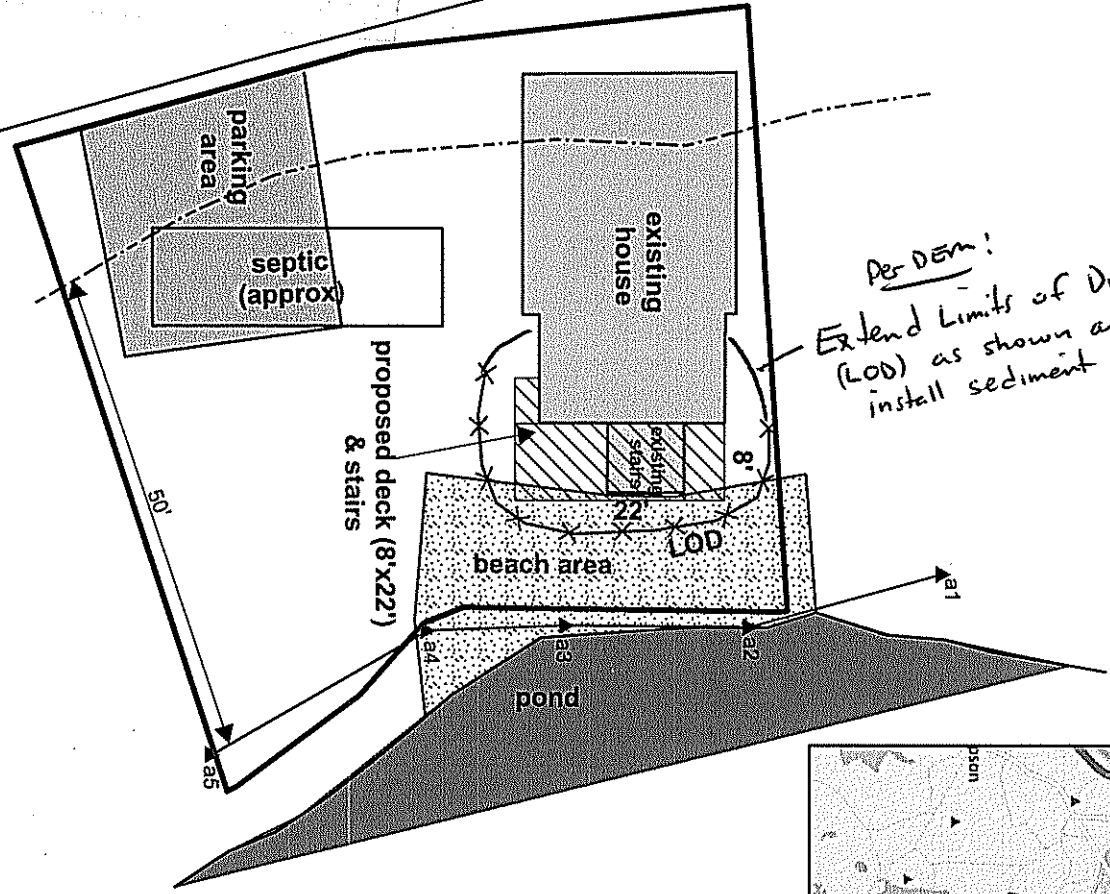 parking
area
septic
(approx)
existing
house
Per DEM!
Extend Limits of
(LOD) as shown
install sediment
proposed deck (8'x22')
& stairs
existing
stairs
8'
22'
LOD
50'
beach area
pond
a1
a2
a3
a4
a5